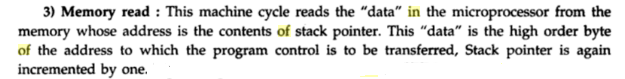 3) Memory read : This machine cycle reads the “data” in the microprocessor from the
memory whose address is the contents of stack pointer. This “data” is the high order byte
of the address to which the program control is to be transferred, Stack pointer is again
incremented by one.